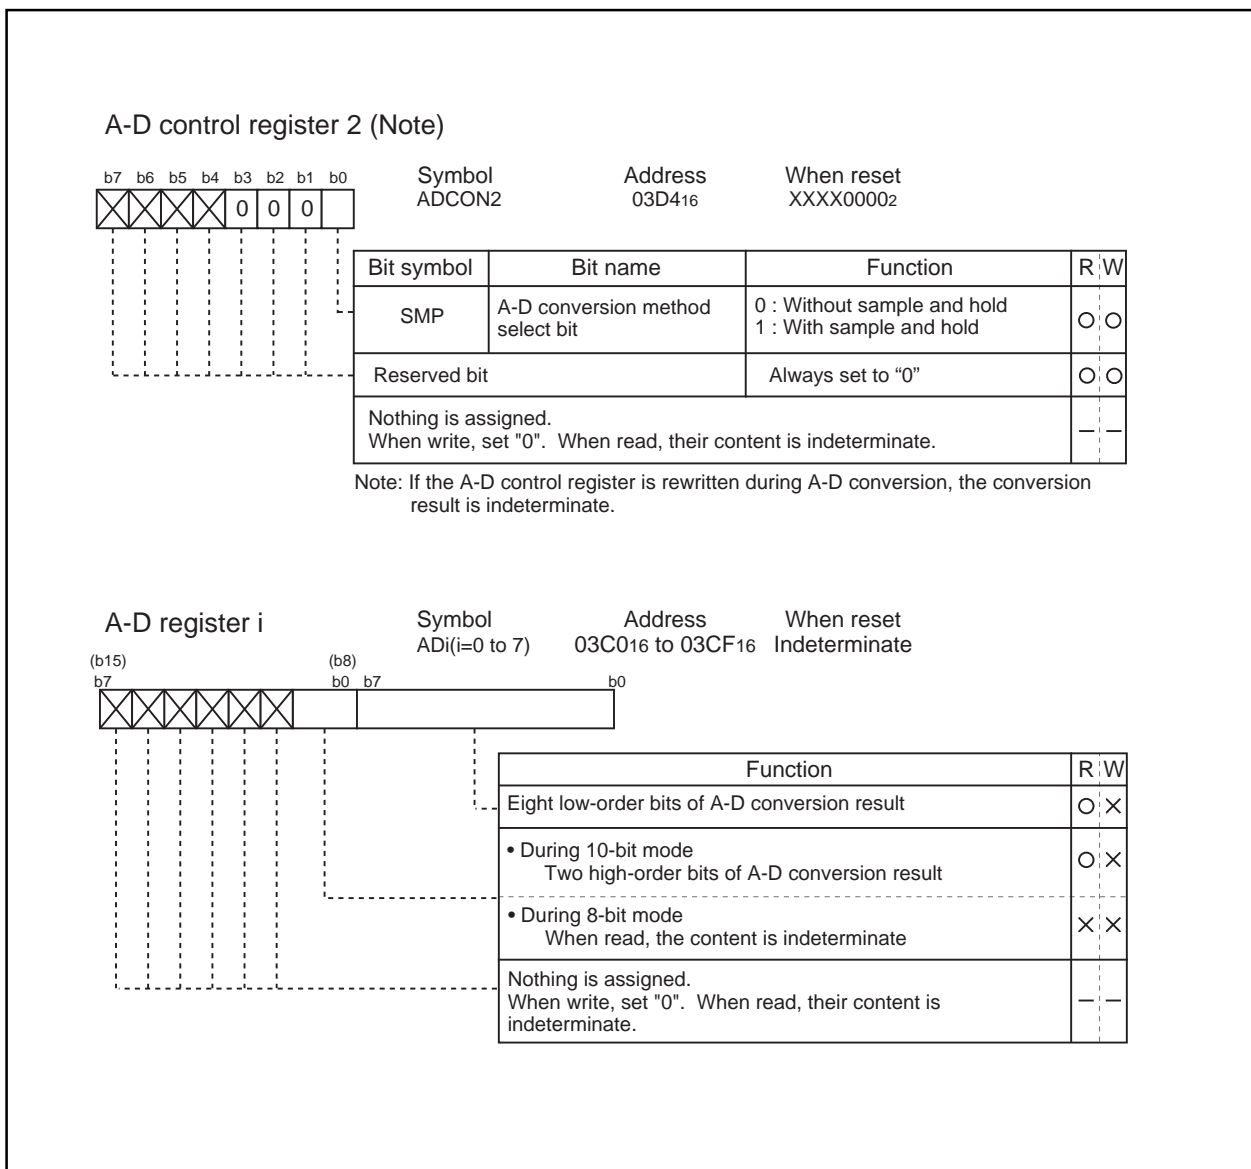 A-D control register 2 (Note)
b7 b6 b5 b4 b3 b2 b1 b0
Symbol Address When reset
ADCON2 03D416 XXXX00002
0 0 0
Bit symbol Bit name Function R W
SMP A-D conversion method select bit 0 : Without sample and hold
1 : With sample and hold
Reserved bit Always set to “0”
Nothing is assigned.
When write, set "0". When read, their content is indeterminate.
Note: If the A-D control register is rewritten during A-D conversion, the conversion
result is indeterminate.
A-D register i
Symbol Address When reset
ADi(i=0 to 7) 03C016 to 03CF16 Indeterminate
(b15) (b8)
b7 b0 b7 b0
Function R W
Eight low-order bits of A-D conversion result
• During 10-bit mode
Two high-order bits of A-D conversion result
• During 8-bit mode
When read, the content is indeterminate
Nothing is assigned.
When write, set "0". When read, their content is
indeterminate.